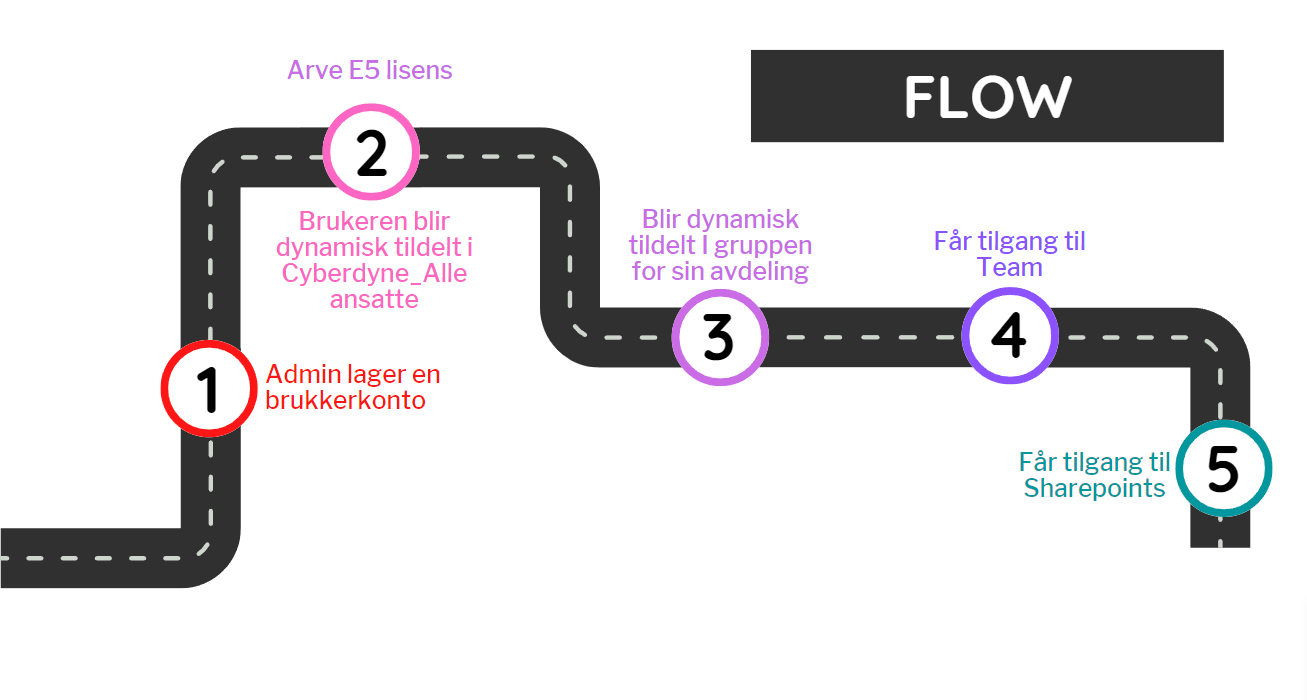 FLOW
Arve E5 lisens
2
Brukeren blir
dynamisk tildelt i
Cyberdyne_Alle
ansatte
1
Admin lager en
brukkerkonto
Blir dynamisk
tildelt I gruppen
for sin avdeling
3
Får tilgang til
Team
4
Får tilgang til
Sharepoints
5